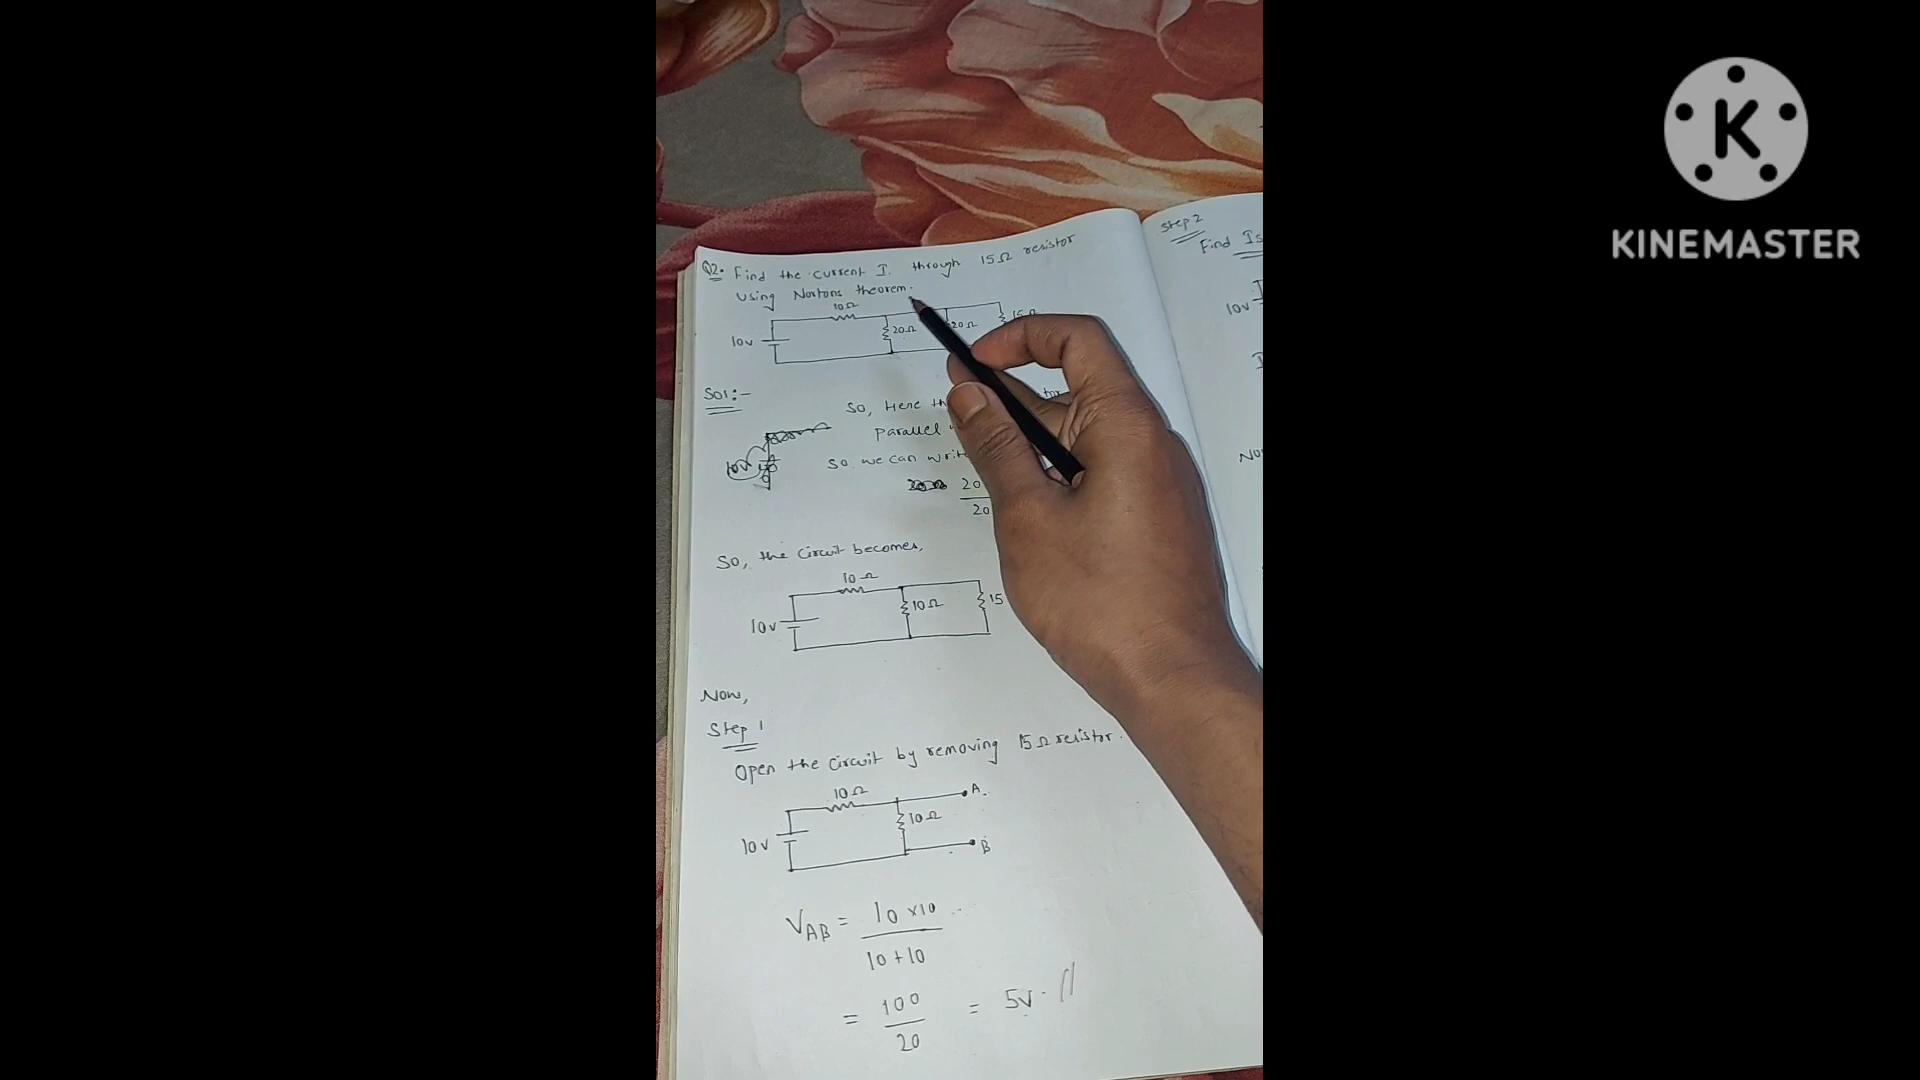 Q2. Find the current I. through 15Ω resistor
using Nortons theorem.
10Ω
10v
20Ω
20Ω
15Ω
Sol:-
So, Here th
parallel
So we can writ
20
20
So, the circuit becomes,
10Ω
10v
10Ω
15
Now,
Step 1
Open the circuit by removing 15Ω resistor.
10Ω
A.
10v
10Ω
B
VAB = 10 x10
10 + 10
= 100 = 5v. //
20
Step 2
Find Is
10v
KINEMASTER